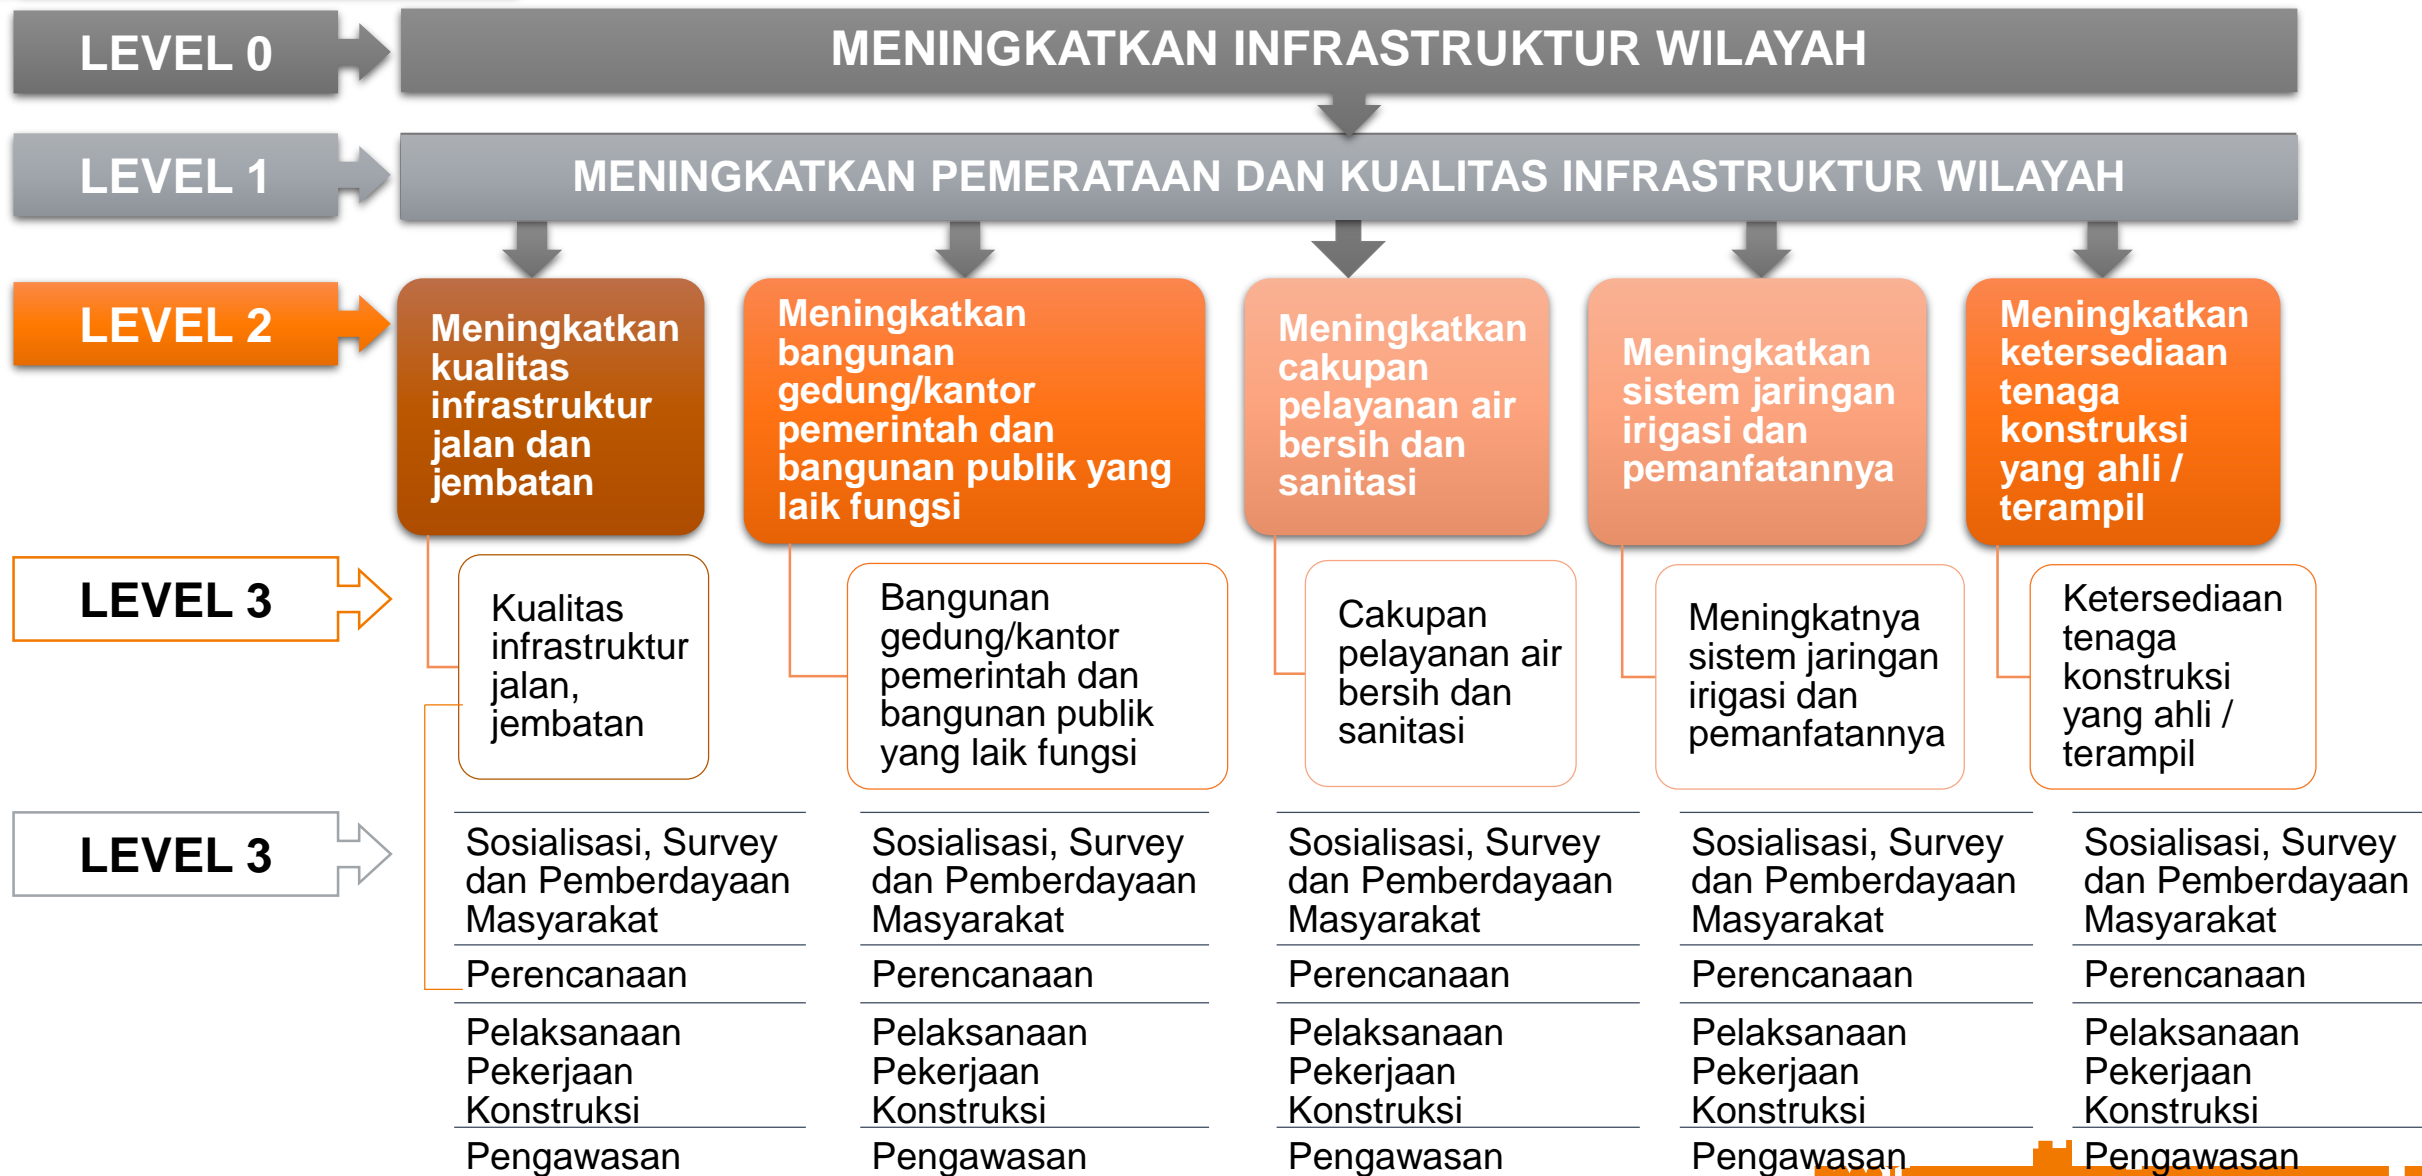 LEVEL 0
MENINGKATKAN INFRASTRUKTUR WILAYAH
LEVEL 1
MENINGKATKAN PEMERATAAN DAN KUALITAS INFRASTRUKTUR WILAYAH
LEVEL 2
Meningkatkan
kualitas
infrastruktur
jalan dan
jembatan
Meningkatkan
bangunan
gedung/kantor
pemerintah dan
bangunan publik yang
laik fungsi
Meningkatkan
cakupan
pelayanan air
bersih dan
sanitasi
Meningkatkan
sistem jaringan
irigasi dan
pemanfatannya
Meningkatkan
ketersediaan
tenaga
konstruksi
yang ahli /
terampil
LEVEL 3
Kualitas
infrastruktur
jalan,
jembatan
Bangunan
gedung/kantor
pemerintah dan
bangunan publik
yang laik fungsi
Cakupan
pelayanan air
bersih dan
sanitasi
Meningkatnya
sistem jaringan
irigasi dan
pemanfatannya
Ketersediaan
tenaga
konstruksi
yang ahli /
terampil
LEVEL 3
Sosialisasi, Survey
dan Pemberdayaan
Masyarakat
Perencanaan
Pelaksanaan
Pekerjaan
Konstruksi
Pengawasan
Sosialisasi, Survey
dan Pemberdayaan
Masyarakat
Perencanaan
Pelaksanaan
Pekerjaan
Konstruksi
Pengawasan
Sosialisasi, Survey
dan Pemberdayaan
Masyarakat
Perencanaan
Pelaksanaan
Pekerjaan
Konstruksi
Pengawasan
Sosialisasi, Survey
dan Pemberdayaan
Masyarakat
Perencanaan
Pelaksanaan
Pekerjaan
Konstruksi
Pengawasan
Sosialisasi, Survey
dan Pemberdayaan
Masyarakat
Perencanaan
Pelaksanaan
Pekerjaan
Konstruksi
Pengawasan